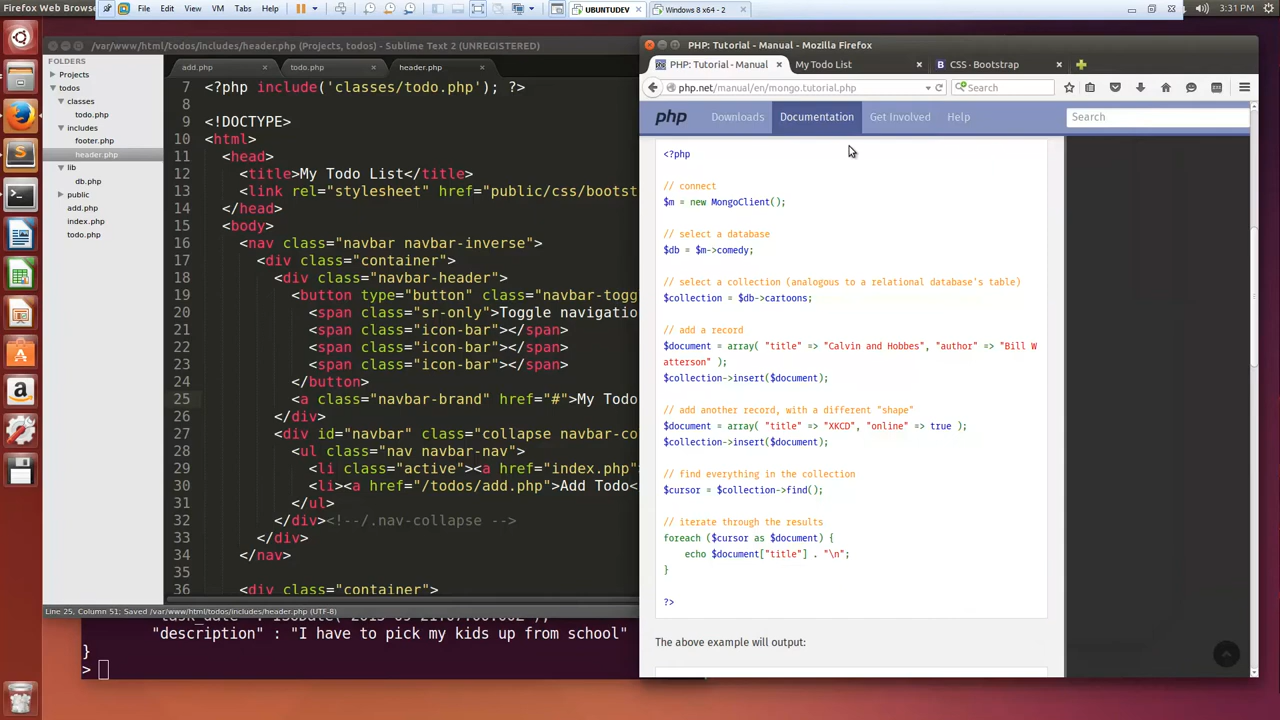 Firefox Web Brows
File Edit View VM Tabs Help
UBUNTUDEV
Windows 8 x64 - 2
3:31 PM
/var/www/html/todos/includes/header.php (Projects, todos) - Sublime Text 2 (UNREGISTERED)
FOLDERS
Projects
todos
classes
todo.php
includes
footer.php
header.php
lib
db.php
public
add.php
index.php
todo.php
add.php
todo.php
header.php
7 <?php include('classes/todo.php'); ?>
8
9 <!DOCTYPE>
10 <html>
11 <head>
12 <title>My Todo List</title>
13 <link rel="stylesheet" href="public/css/bootst
14 </head>
15 <body>
16 <nav class="navbar navbar-inverse">
17 <div class="container">
18 <div class="navbar-header">
19 <button type="button" class="navbar-togg
20 <span class="sr-only">Toggle navigatio
21 <span class="icon-bar"></span>
22 <span class="icon-bar"></span>
23 <span class="icon-bar"></span>
24 </button>
25 <a class="navbar-brand" href="#">My Todo
26 </div>
27 <div id="navbar" class="collapse navbar-co
28 <ul class="nav navbar-nav">
29 <li class="active"><a href="index.php"
30 <li><a href="/todos/add.php">Add Todo<
31 </ul>
32 </div><!--/.nav-collapse -->
33 </div>
34 </nav>
35
36 <div class="container">
Line 25, Column 51; Saved /var/www/html/todos/includes/header.php (UTF-8)
"description" : "I have to pick my kids up from school"
}
>
PHP: Tutorial - Manual - Mozilla Firefox
PHP: Tutorial - Manual
My Todo List
CSS · Bootstrap
php.net/manual/en/mongo.tutorial.php
Search
php
Downloads
Documentation
Get Involved
Help
Search
<?php
// connect
$m = new MongoClient();
// select a database
$db = $m->comedy;
// select a collection (analogous to a relational database's table)
$collection = $db->cartoons;
// add a record
$document = array( "title" => "Calvin and Hobbes", "author" => "Bill W
atterson" );
$collection->insert($document);
// add another record, with a different "shape"
$document = array( "title" => "XKCD", "online" => true );
$collection->insert($document);
// find everything in the collection
$cursor = $collection->find();
// iterate through the results
foreach ($cursor as $document) {
echo $document["title"] . "\n";
}
?>
The above example will output: